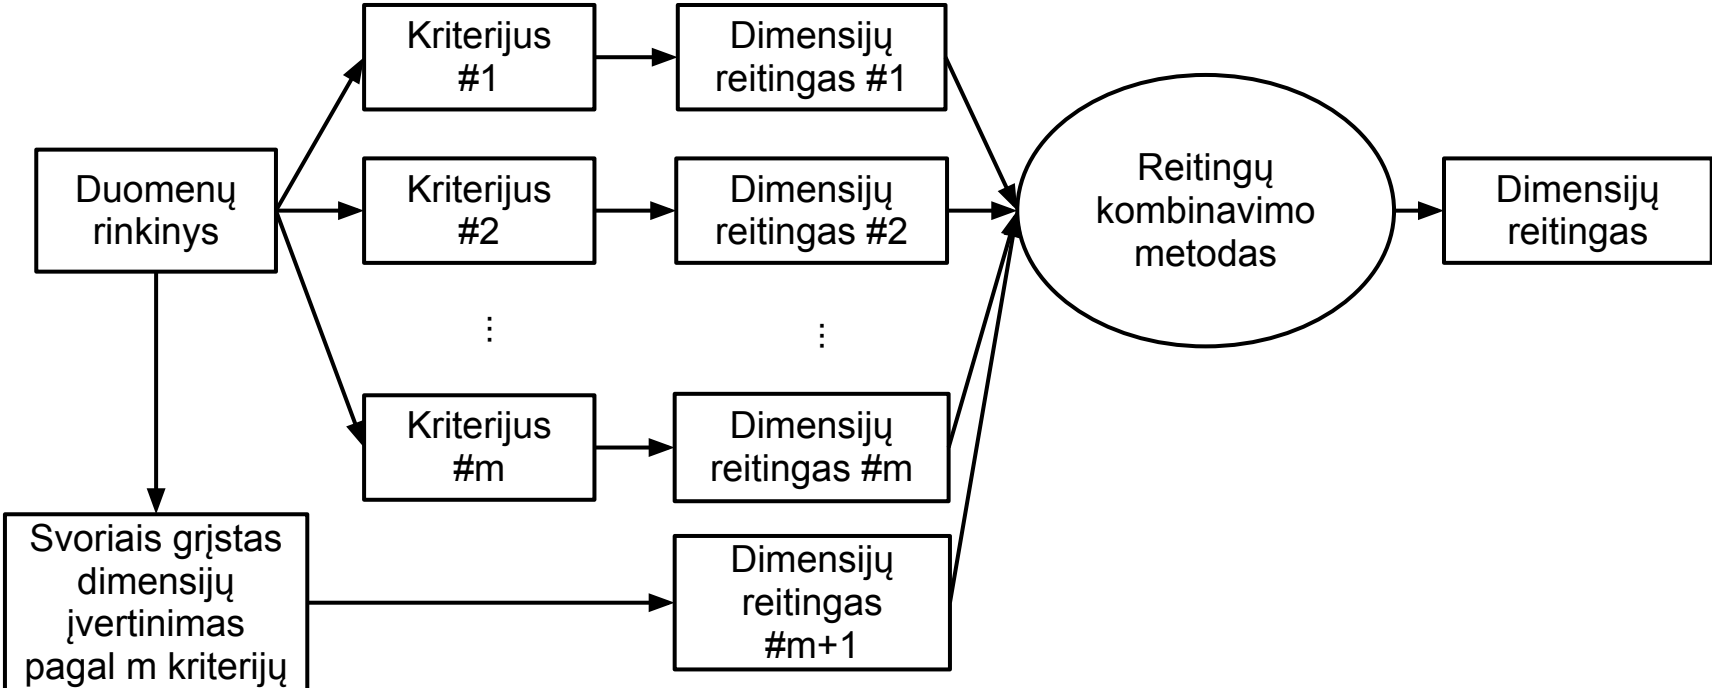 Kriterijus
#1
Dimensijų
reitingas #1
Duomenų
rinkinys
Kriterijus
#2
Dimensijų
reitingas #2
Reitingų
kombinavimo
metodas
Dimensijų
reitingas
...
...
Kriterijus
#m
Dimensijų
reitingas #m
Svoriais grįstas
dimensijų
įvertinimas
pagal m kriterijų
Dimensijų
reitingas
#m+1